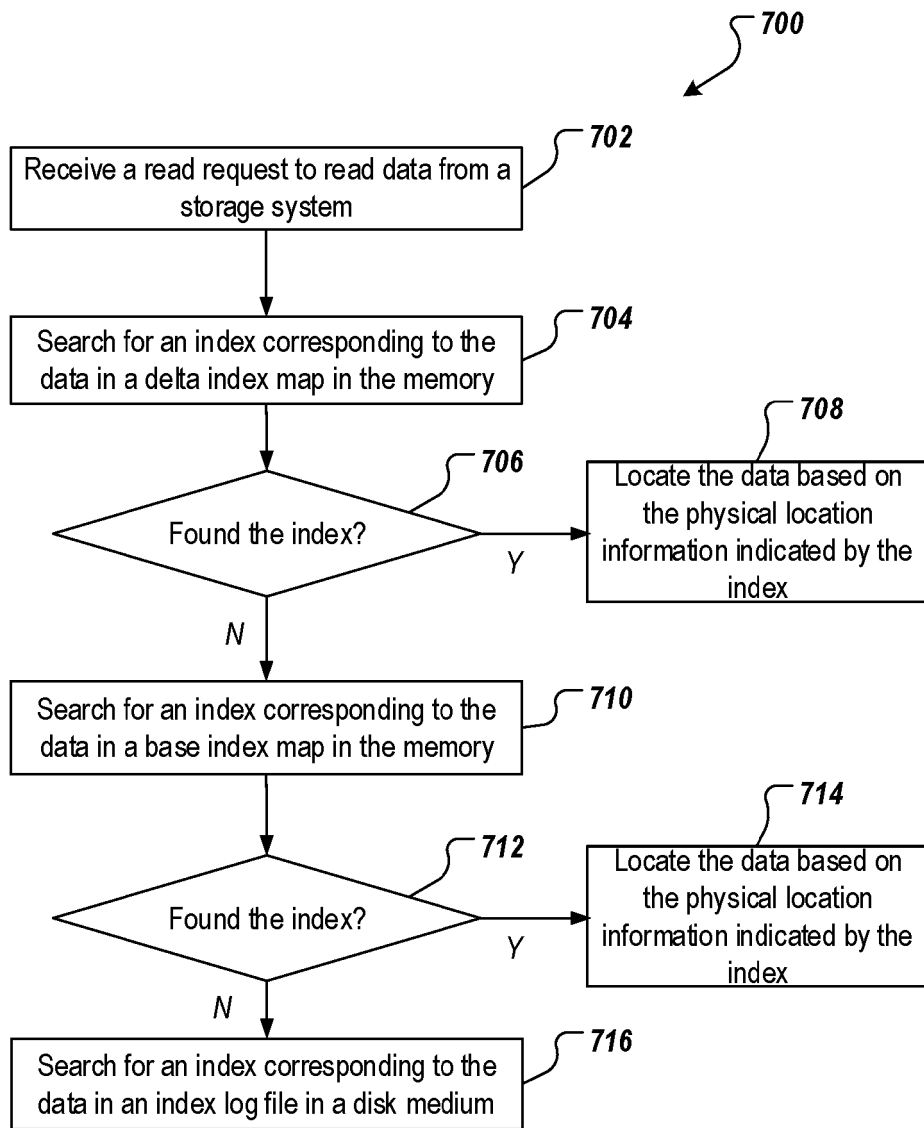 700
702
Receive a read request to read data from a
storage system
704
Search for an index corresponding to the
data in a delta index map in the memory
706
Found the index?
Y
N
708
Locate the data based on
the physical location
information indicated by the
index
710
Search for an index corresponding to the
data in a base index map in the memory
712
Found the index?
Y
N
714
Locate the data based on
the physical location
information indicated by the
index
716
Search for an index corresponding to the
data in an index log file in a disk medium